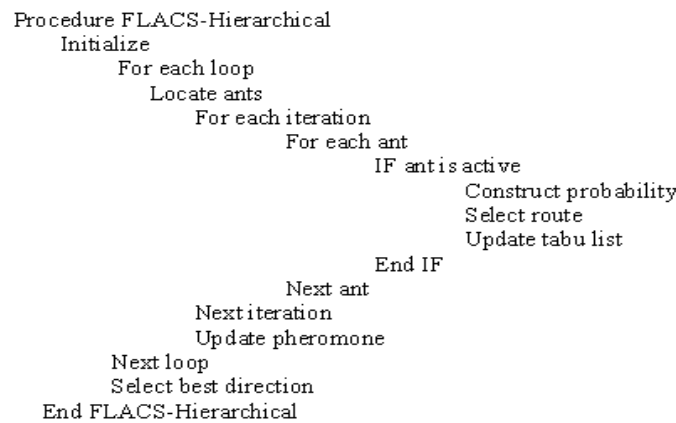 Procedure FLACS-Hierarchical
Initialize
For each loop
Locate ants
For each iteration
For each ant
IF ant is active
Construct probability
Select route
Update tabu list
End IF
Next ant
Next iteration
Update pheromone
Next loop
Select best direction
End FLACS-Hierarchical